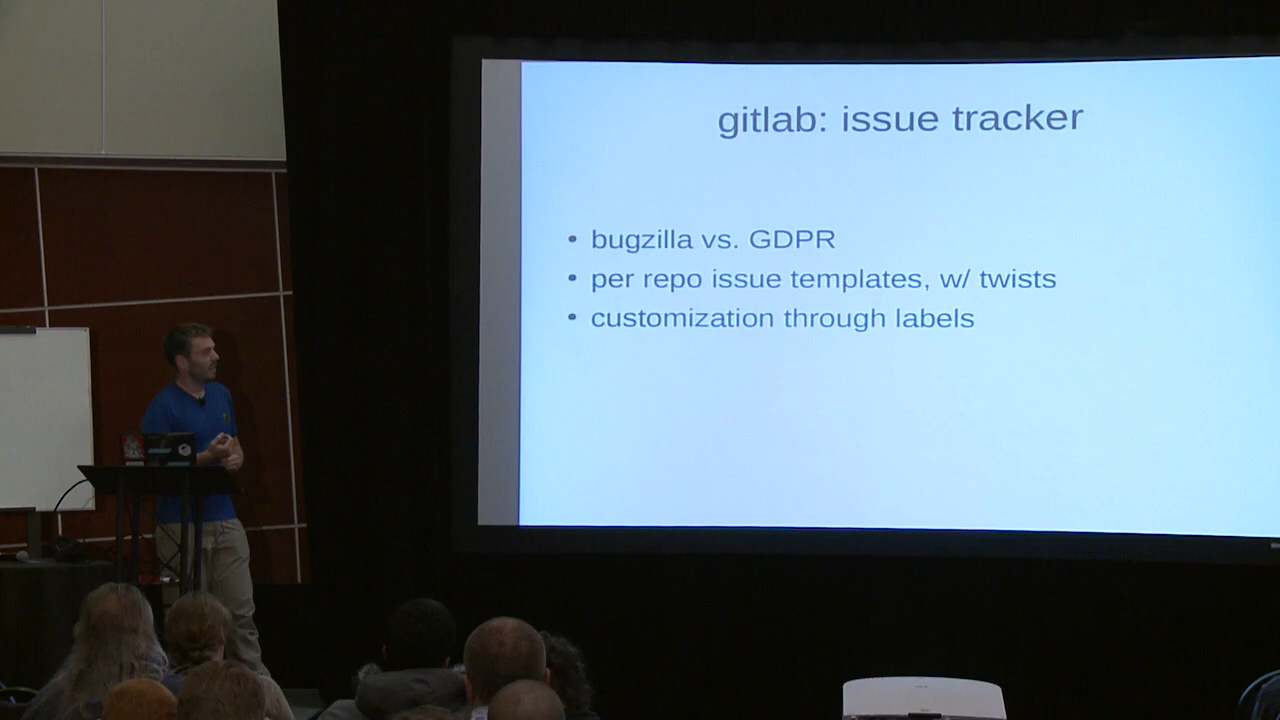 gitlab: issue tracker
• bugzilla vs. GDPR
• per repo issue templates, w/ twists
• customization through labels